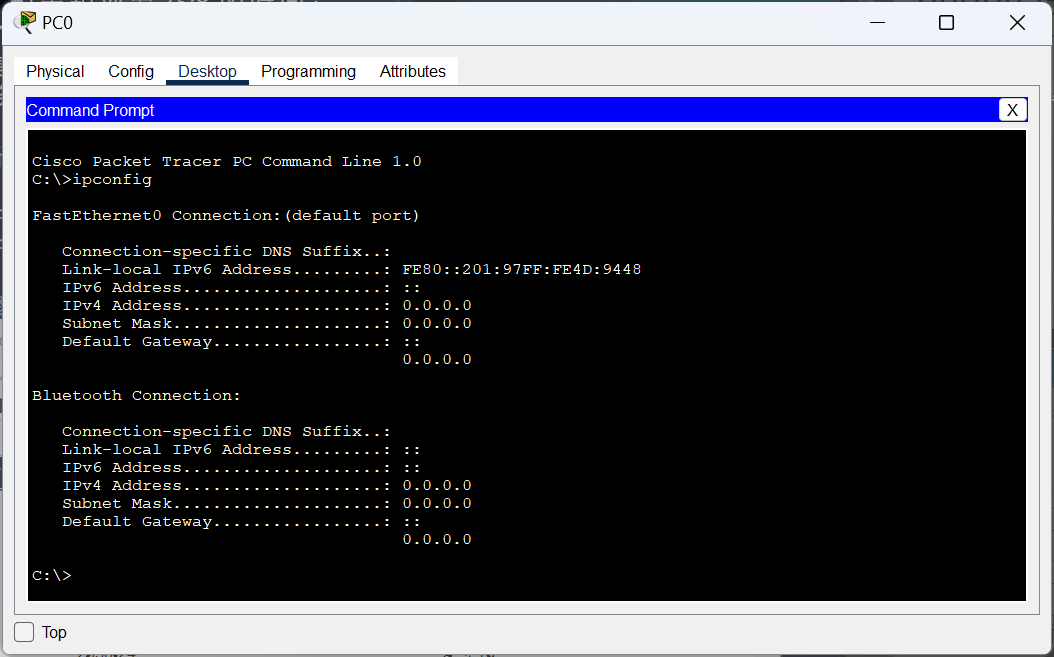 PC0
Physical Config Desktop Programming Attributes
Command Prompt X
Cisco Packet Tracer PC Command Line 1.0
C:\>ipconfig
FastEthernet0 Connection:(default port)
Connection-specific DNS Suffix..:
Link-local IPv6 Address.........: FE80::201:97FF:FE4D:9448
IPv6 Address....................: ::
IPv4 Address....................: 0.0.0.0
Subnet Mask.....................: 0.0.0.0
Default Gateway.................: ::
0.0.0.0
Bluetooth Connection:
Connection-specific DNS Suffix..:
Link-local IPv6 Address.........: ::
IPv6 Address....................: ::
IPv4 Address....................: 0.0.0.0
Subnet Mask.....................: 0.0.0.0
Default Gateway.................: ::
0.0.0.0
C:\>
Top